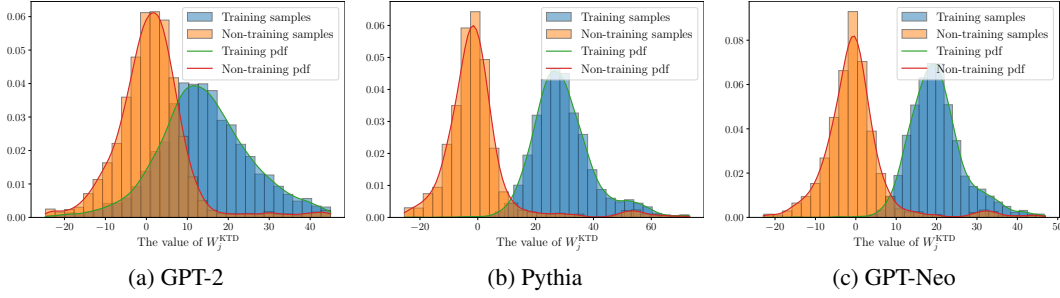 0.06
0.05
0.04
0.03
0.02
0.01
0.00
Training samples
Non-training samples
Training pdf
Non-training pdf
−20 −10 0 10 20 30 40
The value of W_j^KTD
(a) GPT-2
0.06
0.05
0.04
0.03
0.02
0.01
0.00
Training samples
Non-training samples
Training pdf
Non-training pdf
−20 0 20 40 60
The value of W_j^KTD
(b) Pythia
0.08
0.06
0.04
0.02
0.00
Training samples
Non-training samples
Training pdf
Non-training pdf
−20 −10 0 10 20 30 40 50
The value of W_j^KTD
(c) GPT-Neo